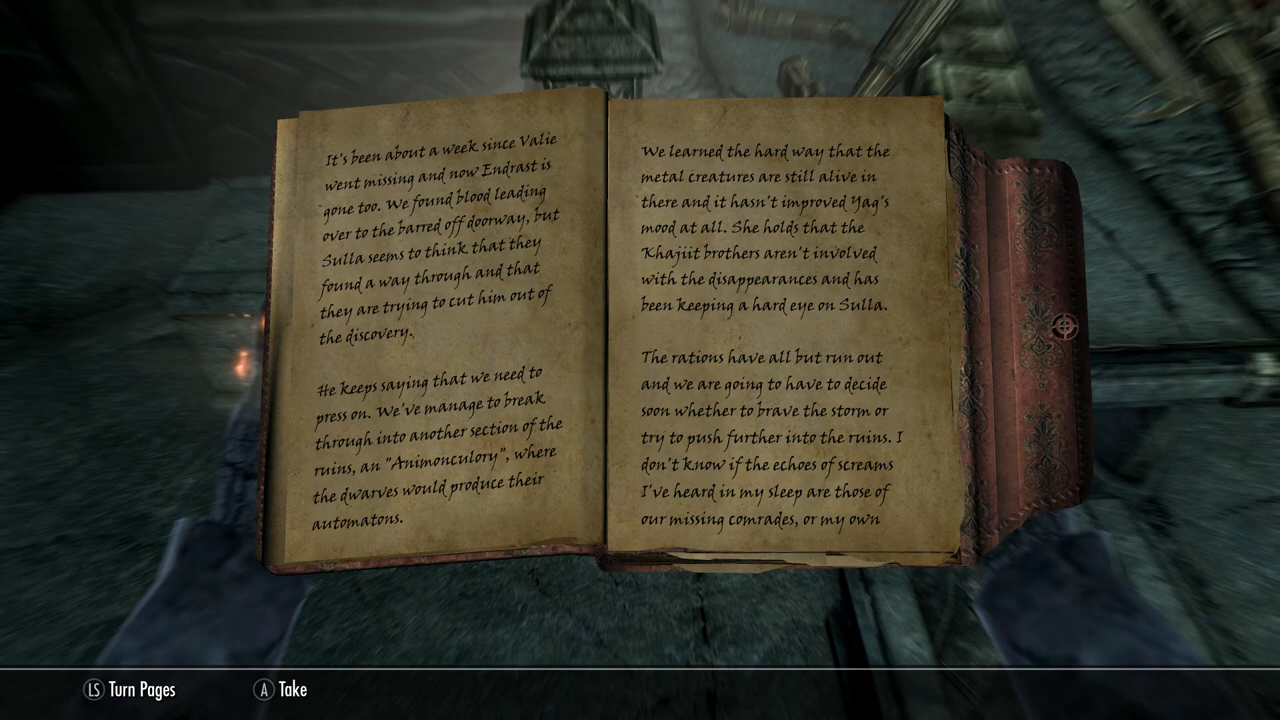 It's been about a week since Valie
went missing and now Endrast is
gone too. We found blood leading
over to the barred off doorway, but
Sulla seems to think that they
found a way through and that
they are trying to cut him out of
the discovery.
He keeps saying that we need to
press on. We've manage to break
through into another section of the
ruins, an "Animonculory", where
the dwarves would produce their
automatons.
We learned the hard way that the
metal creatures are still alive in
there and it hasn't improved Yag's
mood at all. She holds that the
Khajiit brothers aren't involved
with the disappearances and has
been keeping a hard eye on Sulla.
The rations have all but run out
and we are going to have to decide
soon whether to brave the storm or
try to push further into the ruins. I
don't know if the echoes of screams
I've heard in my sleep are those of
our missing comrades, or my own
LS Turn Pages
A Take